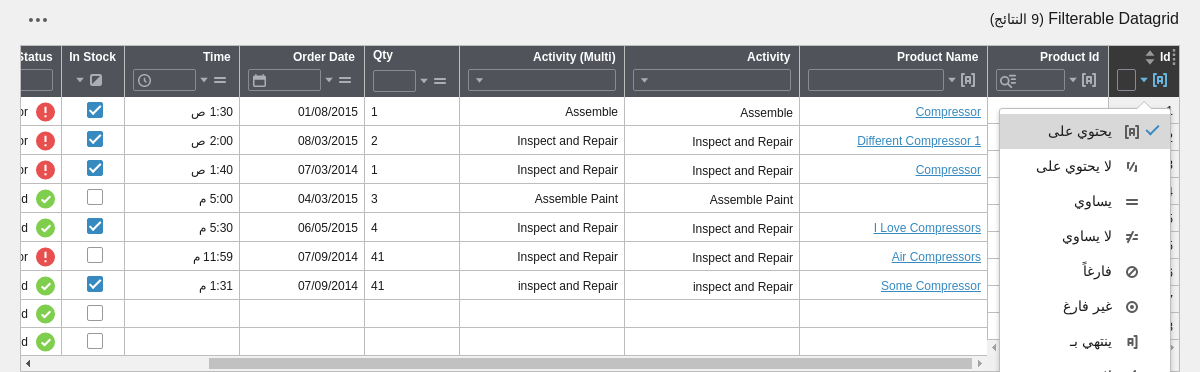 Filterable Datagrid (9 النتائج)
Id Product Id Product Name Activity Activity (Multi) Qty Order Date Time In Stock Status
1 Compressor Assemble Assemble 1 01/08/2015 1:30 ص or
2 Different Compressor 1 Inspect and Repair Inspect and Repair 2 08/03/2015 2:00 ص or
Compressor Inspect and Repair Inspect and Repair 1 07/03/2014 1:40 ص or
Assemble Paint Assemble Paint 3 04/03/2015 5:00 م d
I Love Compressors Inspect and Repair Inspect and Repair 4 06/05/2015 5:30 م d
Air Compressors Inspect and Repair Inspect and Repair 41 07/09/2014 11:59 م or
Some Compressor inspect and Repair inspect and Repair 41 07/09/2014 1:31 م d
d
d
يحتوي على
لا يحتوي على
يساوي
لا يساوي
فارغاً
غير فارغ
ينتهي بـ